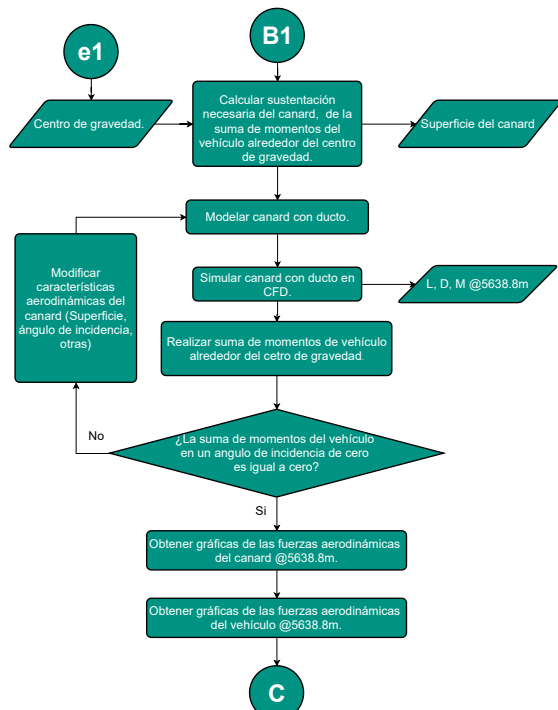 e1
B1
Centro de gravedad.
Calcular sustentación
necesaria del canard, de la
suma de momentos del
vehículo alrededor del centro
de gravedad.
Superficie del canard
Modelar canard con ducto.
Modificar
características
aerodinámicas del
canard (Superficie,
ángulo de incidencia,
otras)
Simular canard con ducto en
CFD.
L, D, M @5638.8m
Realizar suma de momentos de vehículo
alrededor del cetro de gravedad.
¿La suma de momentos del vehículo
en un angulo de incidencia de cero
es igual a cero?
No
Si
Obtener gráficas de las fuerzas aerodinámicas
del canard @5638.8m.
Obtener gráficas de las fuerzas aerodinámicas
del vehículo @5638.8m.
C